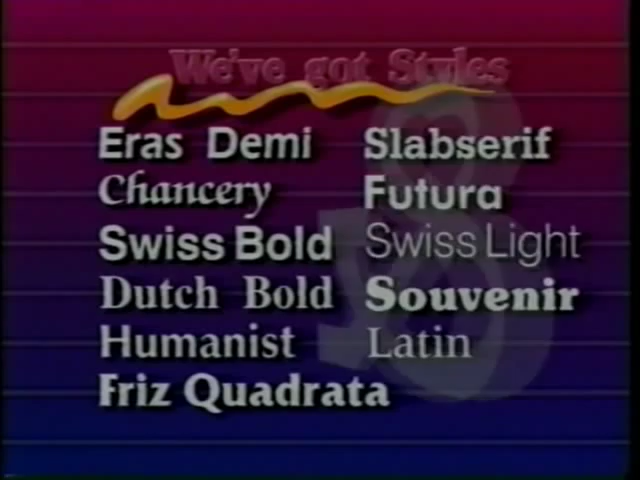 We've got Styles
Eras Demi
Slabserif
Chancery
Futura
Swiss Bold
Swiss Light
Dutch Bold
Souvenir
Humanist
Latin
Friz Quadrata